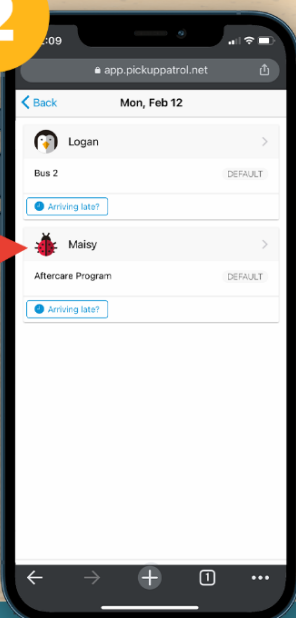 2
:09
app.pickuppatrol.net
Back Mon, Feb 12
Logan
Bus 2 DEFAULT
Arriving late?
Maisy
Aftercare Program DEFAULT
Arriving late?
1